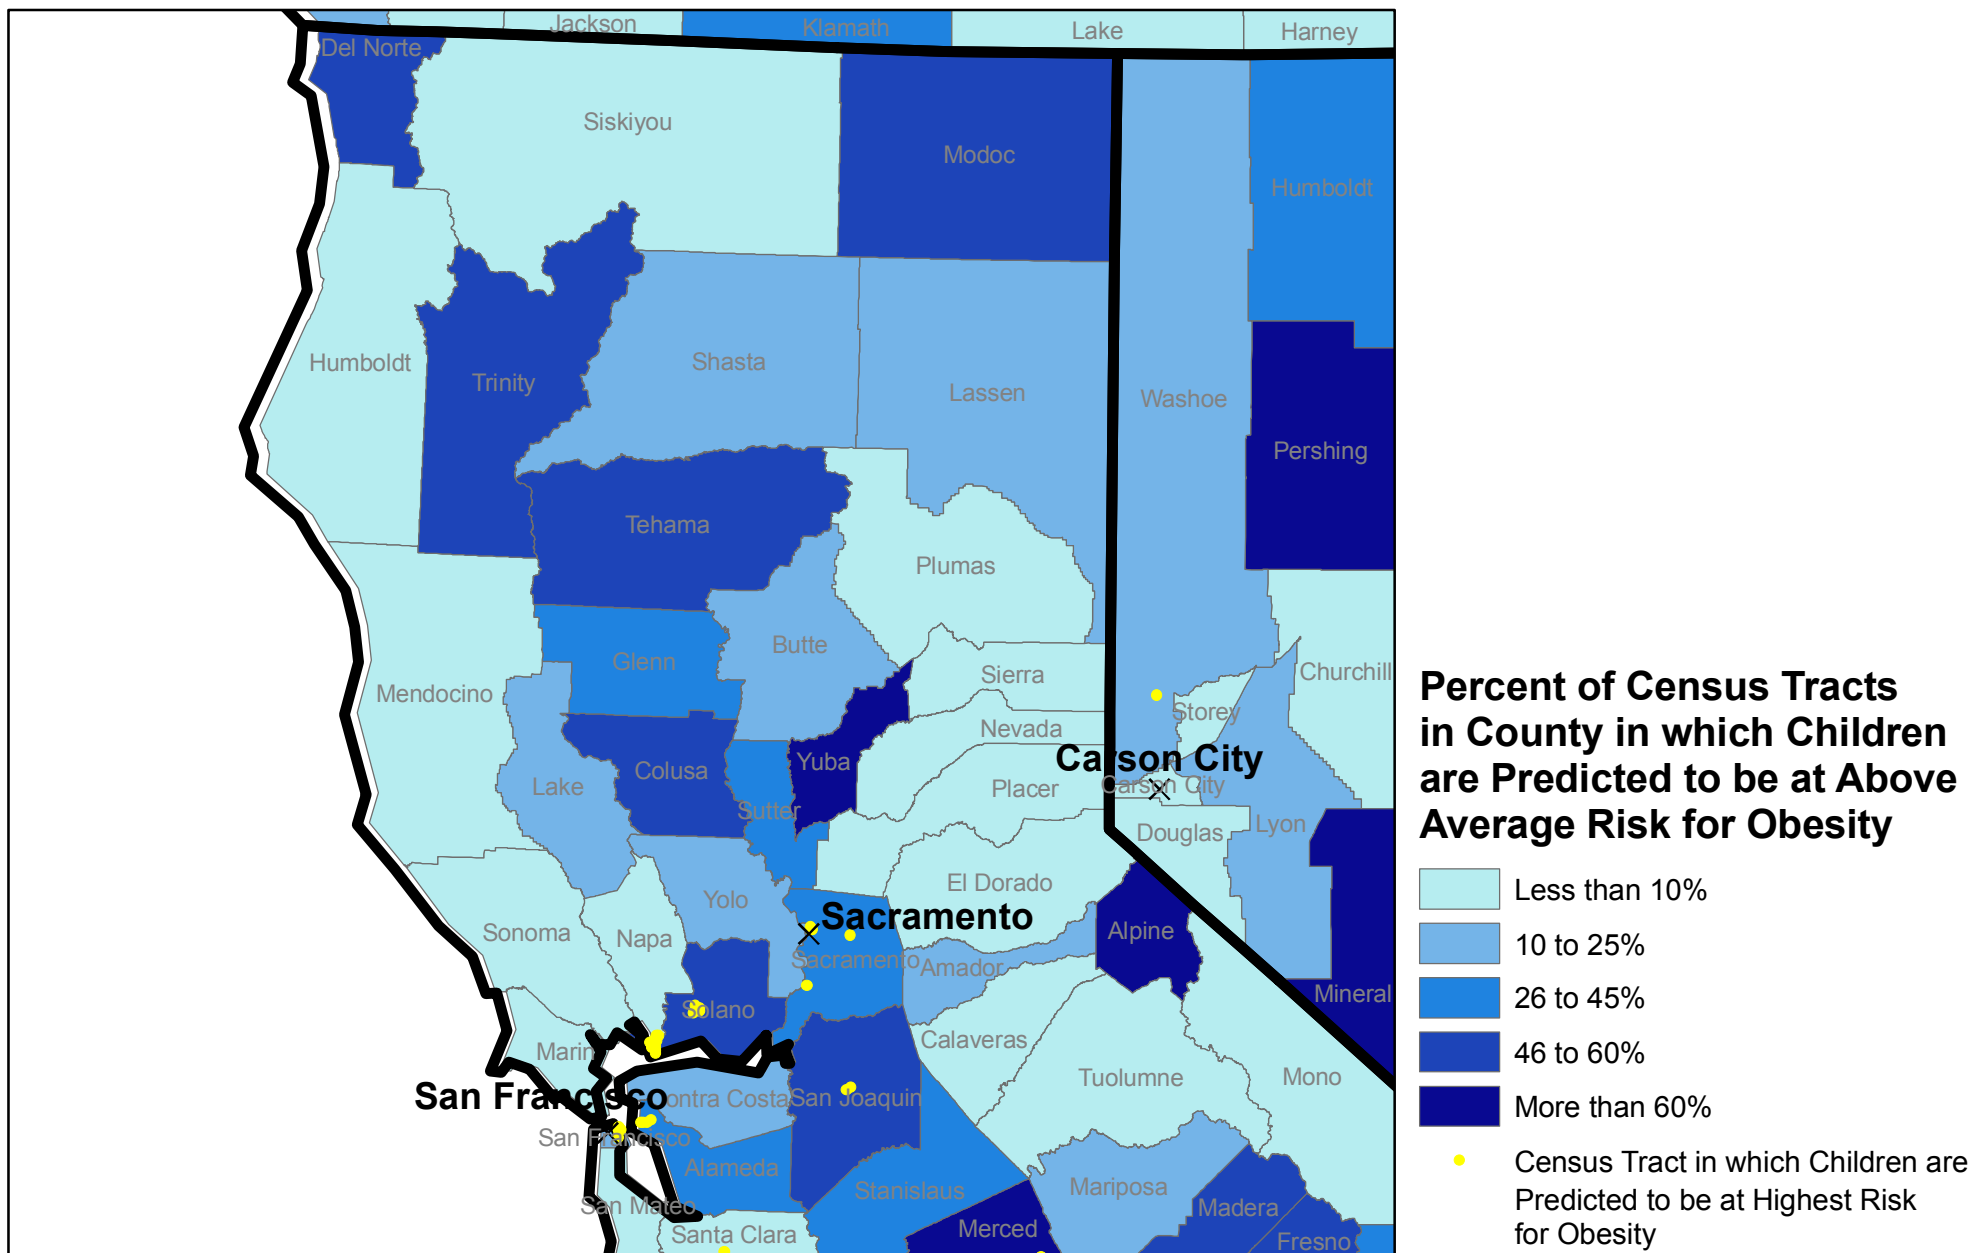 Jackson
Klamath
Lake
Harney
Del Norte
Siskiyou
Modoc
Humboldt
Humboldt
Trinity
Shasta
Lassen
Washoe
Pershing
Tehama
Plumas
Butte
Glenn
Mendocino
Sierra
Churchill
Storey
Nevada
Carson City
Yuba
Colusa
Lake
Placer
Carson City
Sutter
Lyon
Douglas
El Dorado
Yolo
Sacramento
Sonoma
Napa
Alpine
Sacramento
Amador
Mineral
Solano
Calaveras
Marin
Tuolumne
Mono
San Francisco
ontra Costa
San Joaquin
San Francisco
Alameda
Stanislaus
Mariposa
San Mateo
Madera
Santa Clara
Merced
Fresno
Percent of Census Tracts
in County in which Children
are Predicted to be at Above
Average Risk for Obesity
Less than 10%
10 to 25%
26 to 45%
46 to 60%
More than 60%
Census Tract in which Children are
Predicted to be at Highest Risk
for Obesity